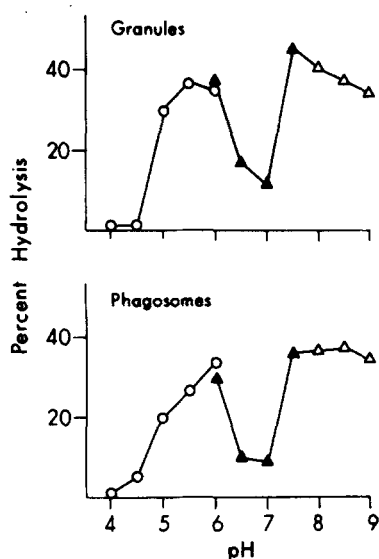 Granules
40
20
Percent Hydrolysis
Phagosomes
40
20
4 5 6 7 8 9
pH